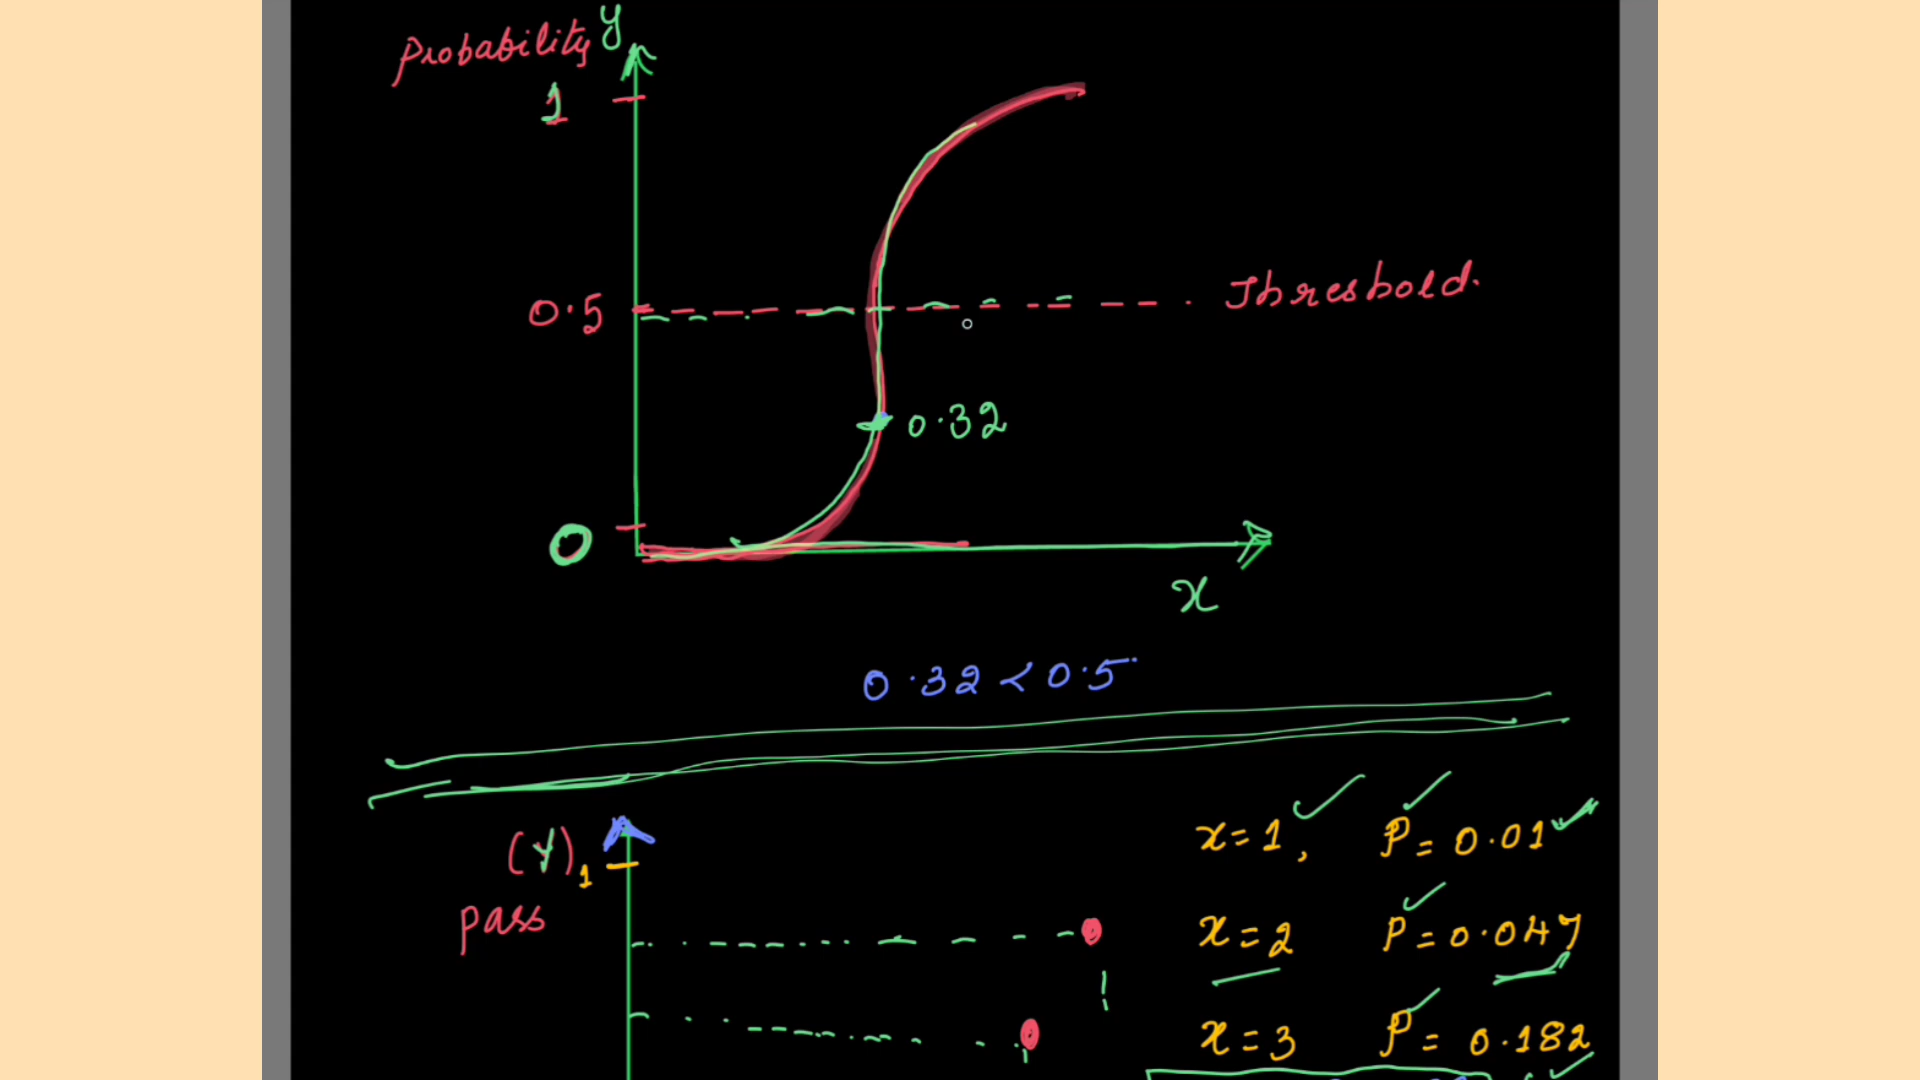 y
Probability
1
0.5
Threshold.
0.32
0
x
0.32 < 0.5
(Y)
1
pass
x=1, P=0.01
x=2 P=0.047
x=3 P=0.182